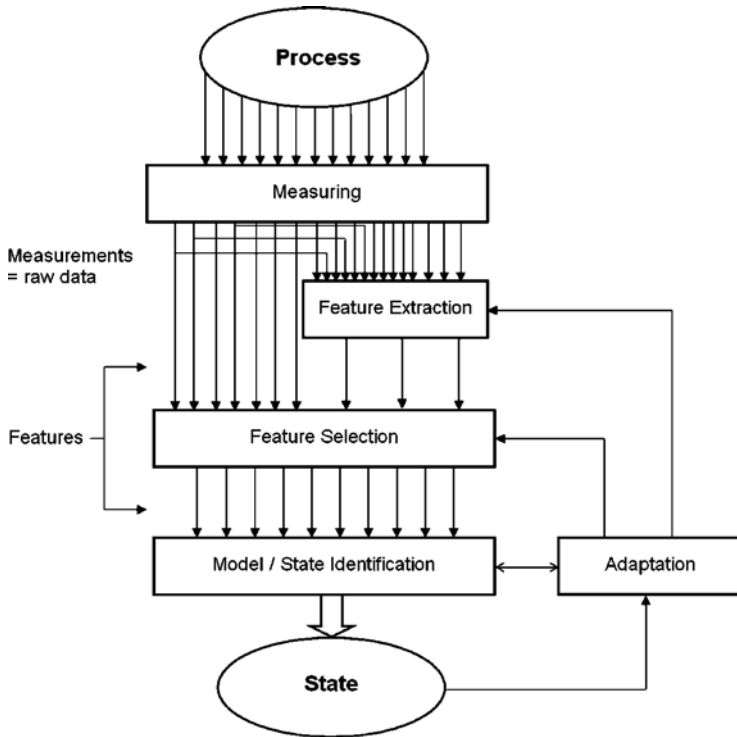 Process
Measuring
Measurements
= raw data
Feature Extraction
Features
Feature Selection
Model / State Identification
Adaptation
State